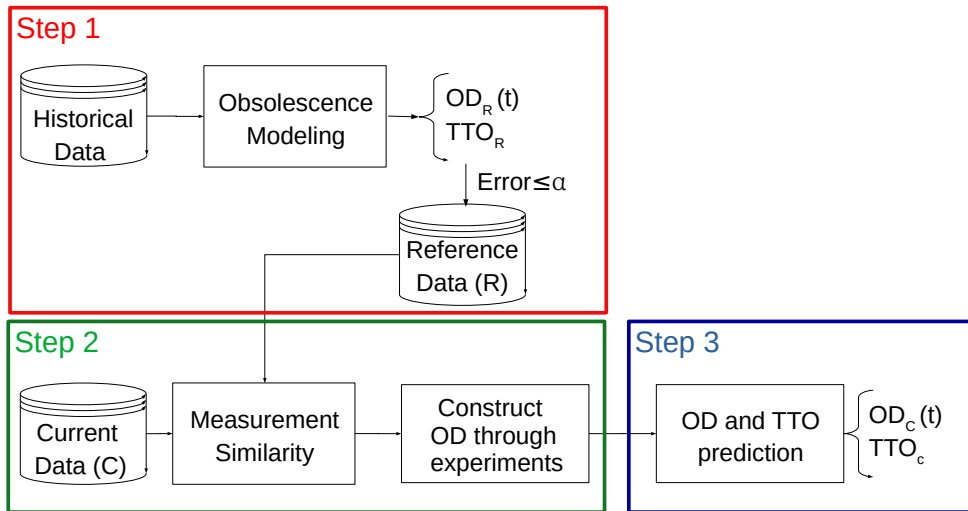 Step 1
Historical
Data
Obsolescence
Modeling
OD_R (t)
TTO_R
Error≤α
Reference
Data (R)
Step 2
Current
Data (C)
Measurement
Similarity
Construct
OD through
experiments
Step 3
OD and TTO
prediction
OD_C(t)
TTO_c